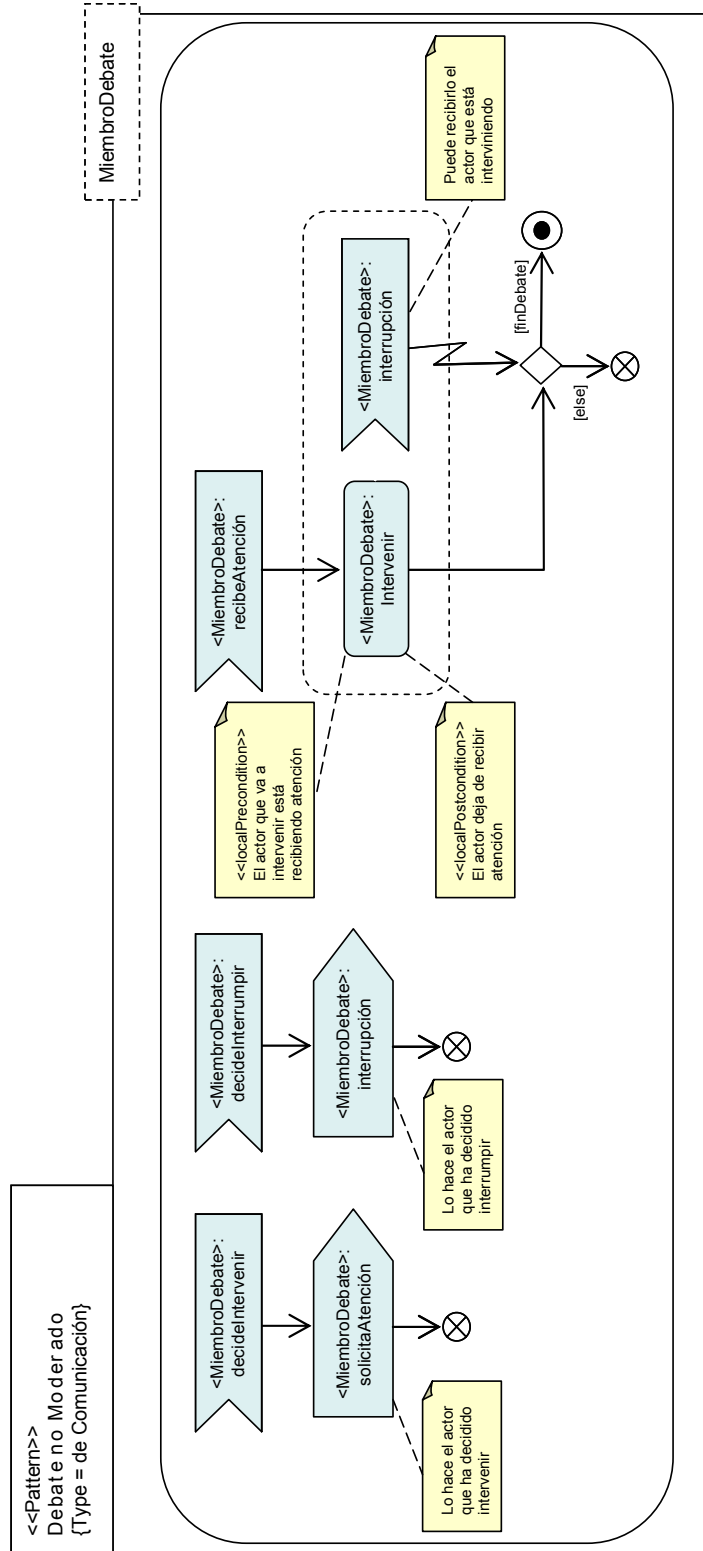 <<Pattern>>
Debate no Moderado
{Type = de Comunicación}
MiembroDebate
<MiembroDebate>:
decideIntervenir
<MiembroDebate>:
solicitaAtención
Lo hace el actor
que ha decidido
intervenir
<MiembroDebate>:
decideInterrumpir
<MiembroDebate>:
interrupción
Lo hace el actor
que ha decidido
interrumpir
<<localPrecondition>>
El actor que va a
intervenir está
recibiendo atención
<<localPostcondition>>
El actor deja de recibir
atención
<MiembroDebate>:
recibeAtención
<MiembroDebate>:
Intervenir
<MiembroDebate>:
interrupción
Puede recibirlo el
actor que está
interviniendo
[else]
[finDebate]